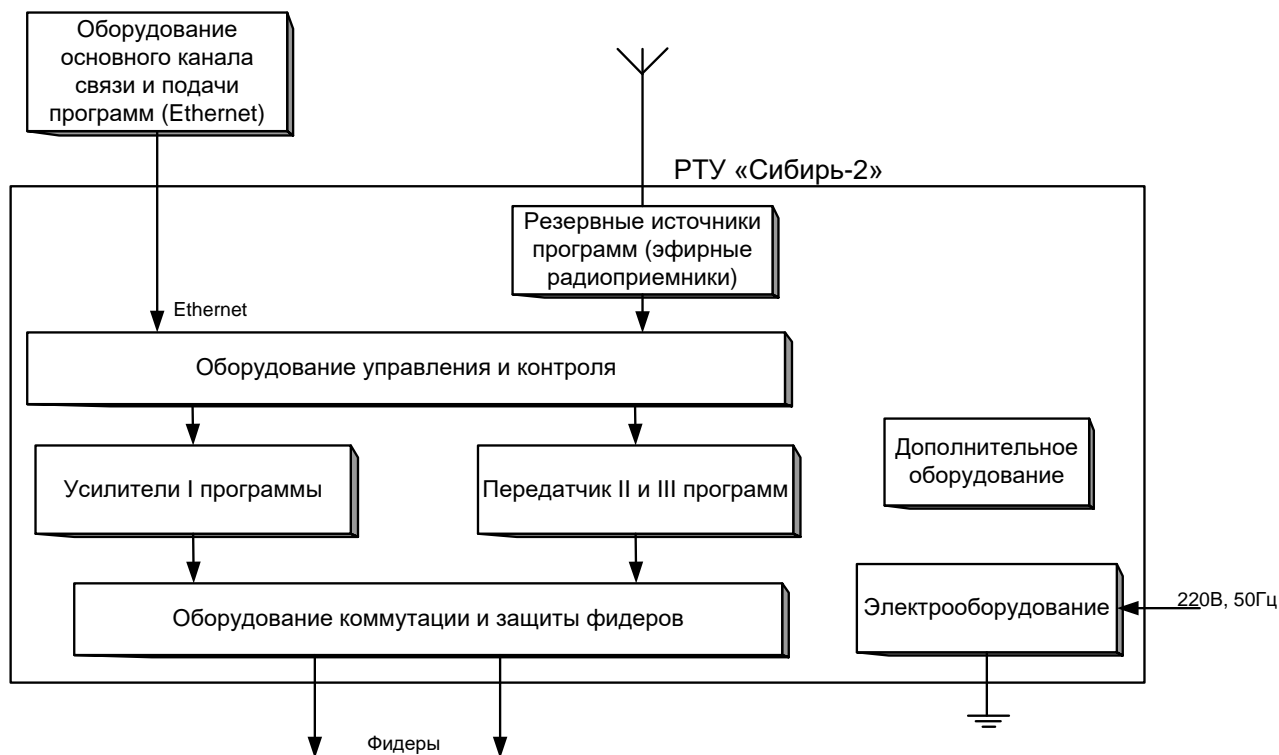 Оборудование
основного канала
связи и подачи
программ (Ethernet)
РТУ «Сибирь-2»
Резервные источники
программ (эфирные
радиоприемники)
Ethernet
Оборудование управления и контроля
Усилители I программы
Передатчик II и III программ
Дополнительное
оборудование
Оборудование коммутации и защиты фидеров
Электрооборудование
220В, 50Гц
Фидеры